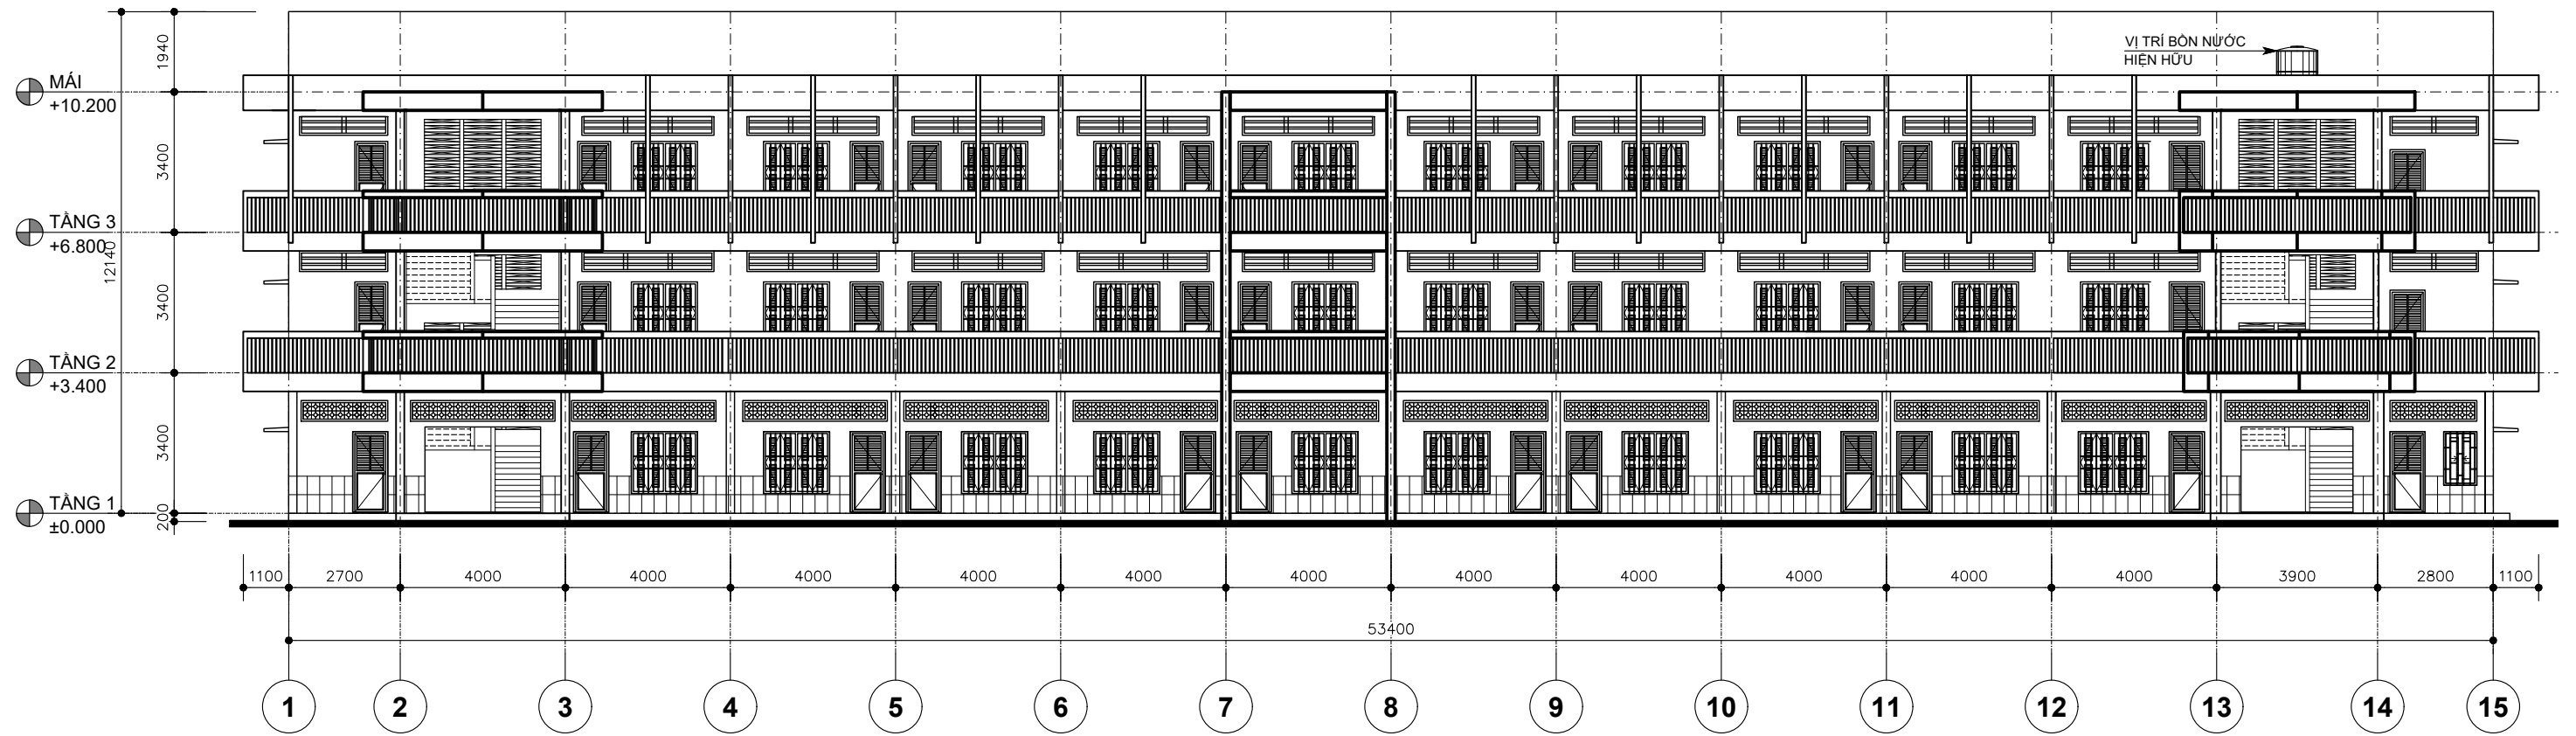 VỊ TRÍ BỒN NƯỚC
HIỆN HỮU
MÁI
+10.200
TẦNG 3
+6.800
TẦNG 2
+3.400
TẦNG 1
±0.000
1940
3400
3400
3400
200
12140
1100 2700 4000 4000 4000 4000 4000 4000 4000 4000 4000 4000 4000 3900 2800 1100
53400
1 2 3 4 5 6 7 8 9 10 11 12 13 14 15